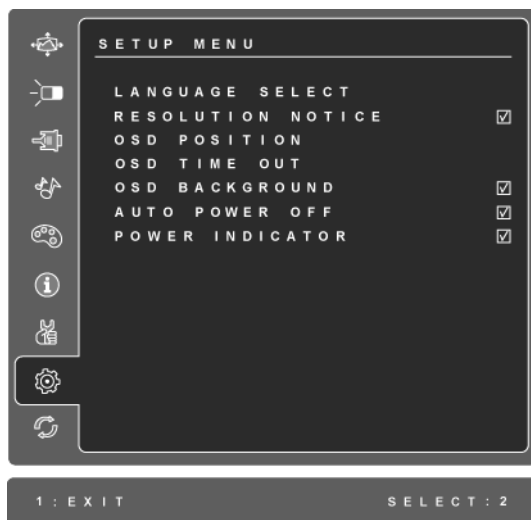 SETUP MENU
LANGUAGE SELECT
RESOLUTION NOTICE
OSD POSITION
OSD TIME OUT
OSD BACKGROUND
AUTO POWER OFF
POWER INDICATOR
1:EXIT SELECT:2